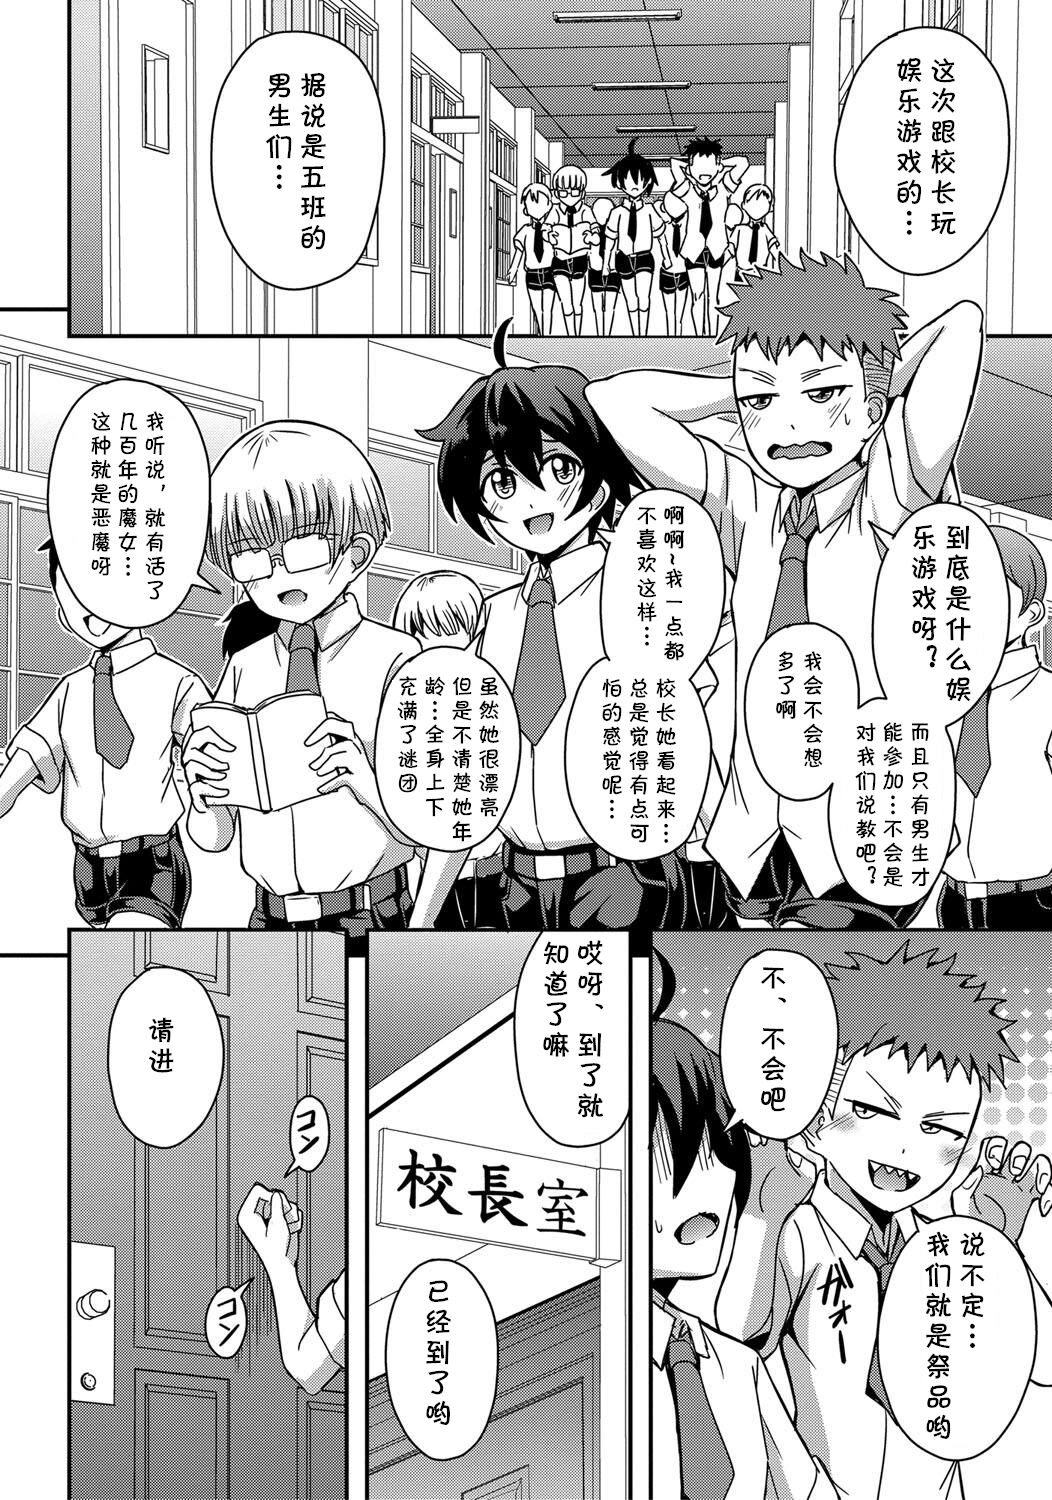 这次跟校长玩
娱乐游戏的…
据说是五班的
男生们…
到底是什么娱
乐游戏呀？
而且只有男生才
能参加…不会是
对我们说教吧？
我会不会想
多了啊
啊啊~我一点都
不喜欢这样…
校长她看起来…
总是觉得有点可
怕的感觉呢…
虽然她很漂亮
但是不清楚她年
龄…全身上下
充满了谜团
我听说，就有活了
几百年的魔女…
这种就是恶魔呀
不、不会吧
说不定…
我们就是祭品哟
ガオー
哎呀、到了就
知道了嘛
校長室
已经到了哟
コン
コン
请进